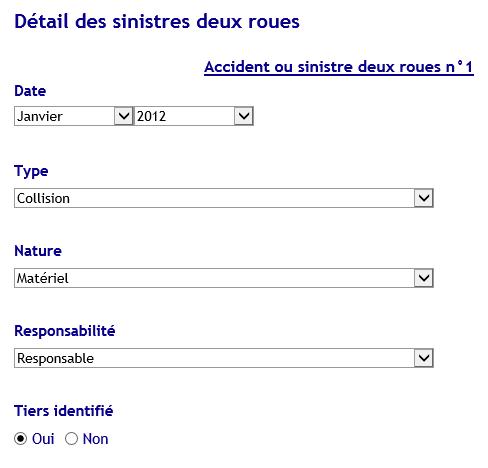 Détail des sinistres deux roues
Accident ou sinistre deux roues n°1
Date
Janvier 2012
Type
Collision
Nature
Matériel
Responsabilité
Responsable
Tiers identifié
Oui Non